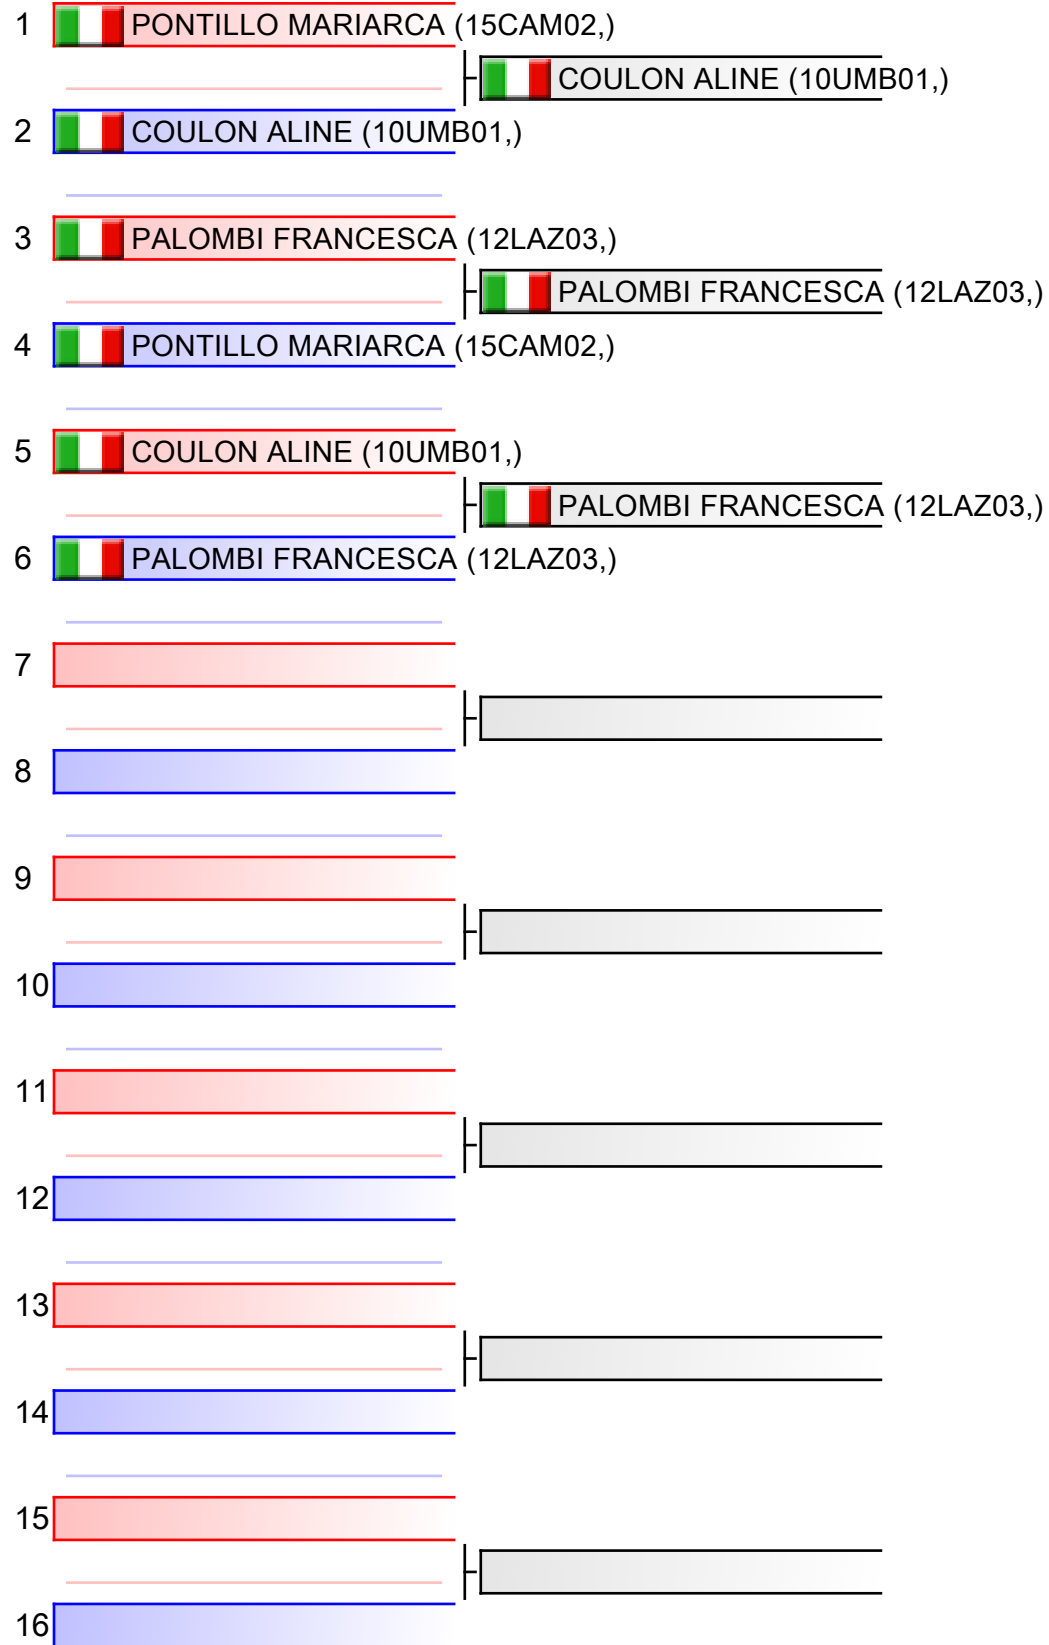 1 PONTILLO MARIARCA (15CAM02,)
COULON ALINE (10UMB01,)
2 COULON ALINE (10UMB01,)
3 PALOMBI FRANCESCA (12LAZ03,)
PALOMBI FRANCESCA (12LAZ03,)
4 PONTILLO MARIARCA (15CAM02,)
5 COULON ALINE (10UMB01,)
PALOMBI FRANCESCA (12LAZ03,)
6 PALOMBI FRANCESCA (12LAZ03,)
7
8
9
10
11
12
13
14
15
16